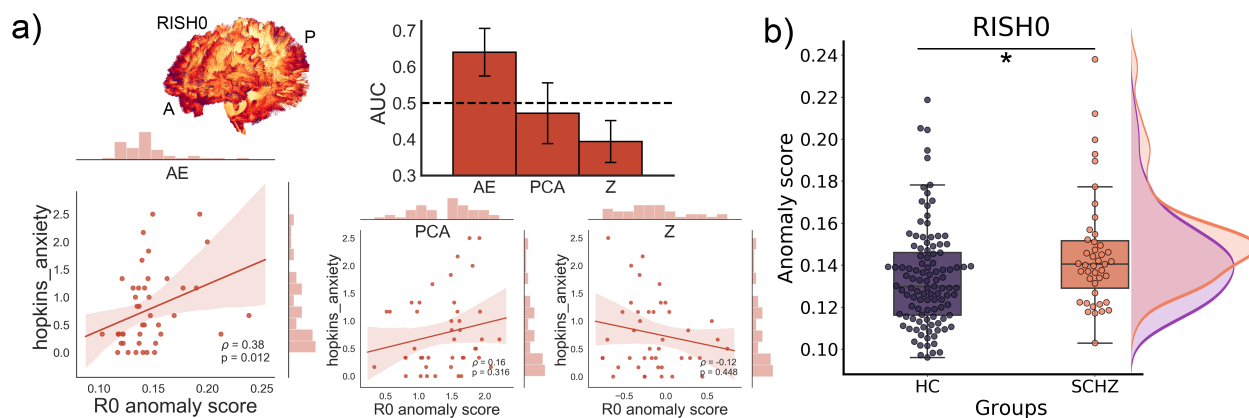 a)
RISH0
P
A
AUC
0.7
0.6
0.5
0.4
0.3
AE
PCA
Z
AE
hopkins_anxiety
2.5
2.0
1.5
1.0
0.5
0.0
ρ = 0.38
p = 0.012
0.10 0.15 0.20 0.25
R0 anomaly score
PCA
hopkins_anxiety
2.5
2.0
1.5
1.0
0.5
0.0
ρ = 0.16
p = 0.316
0.5 1.0 1.5 2.0
R0 anomaly score
Z
hopkins_anxiety
2.5
2.0
1.5
1.0
0.5
0.0
ρ = -0.12
p = 0.448
−0.5 0.0 0.5
R0 anomaly score
b)
RISH0
*
Anomaly score
0.24
0.22
0.20
0.18
0.16
0.14
0.12
0.10
HC SCHZ
Groups